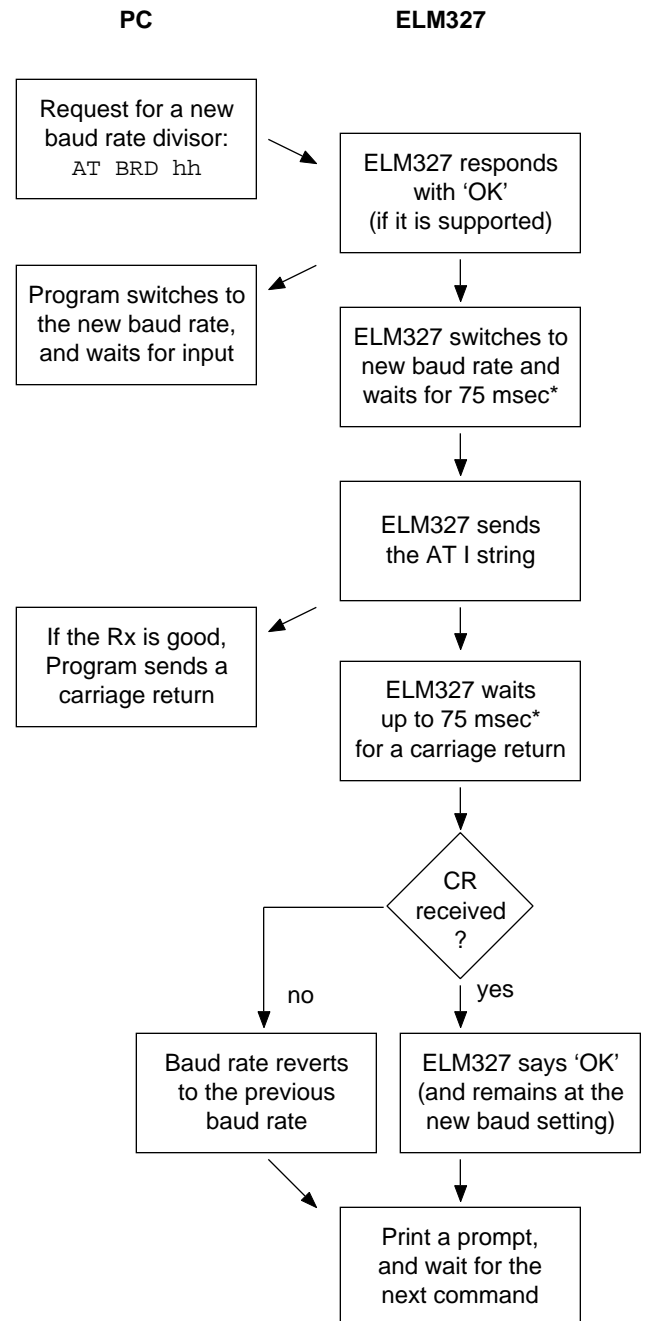 PC
ELM327
Request for a new
baud rate divisor:
AT BRD hh
ELM327 responds
with ‘OK’
(if it is supported)
Program switches to
the new baud rate,
and waits for input
ELM327 switches to
new baud rate and
waits for 75 msec*
ELM327 sends
the AT I string
If the Rx is good,
Program sends a
carriage return
ELM327 waits
up to 75 msec*
for a carriage return
CR
received
?
no
yes
Baud rate reverts
to the previous
baud rate
ELM327 says ‘OK’
(and remains at the
new baud setting)
Print a prompt,
and wait for the
next command